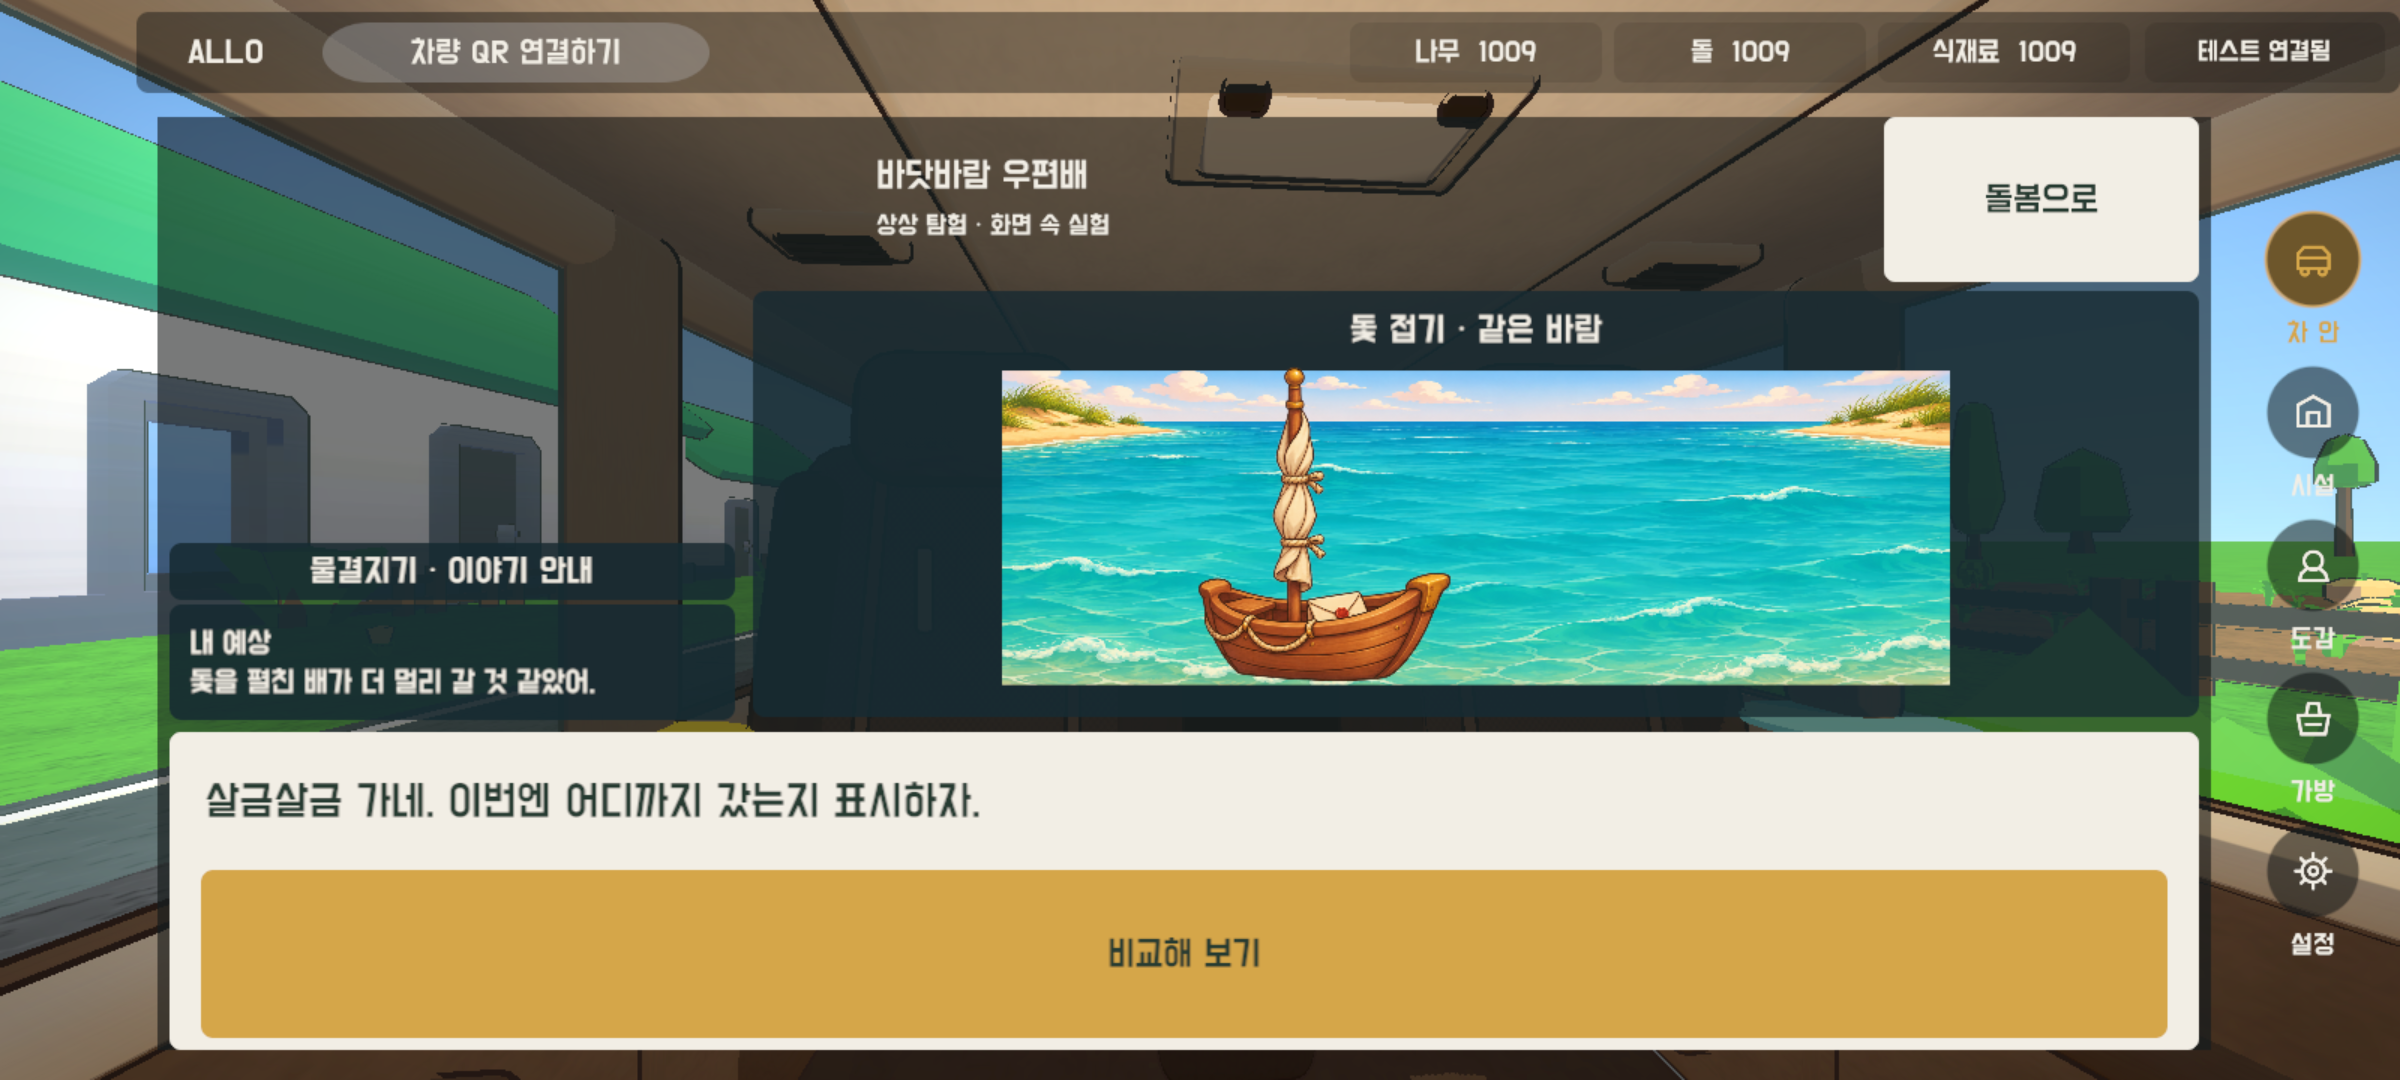 ALLO
차량 QR 연결하기
나무 1009
돌 1009
식재료 1009
테스트 연결됨
바닷바람 우편배
상상 탐험 · 화면 속 실험
돌봄으로
돛 접기 · 같은 바람
물결지기 · 이야기 안내
내 예상
돛을 펼친 배가 더 멀리 갈 것 같았어.
살금살금 가네. 이번엔 어디까지 갔는지 표시하자.
비교해 보기
차 안
시설
도감
가방
설정